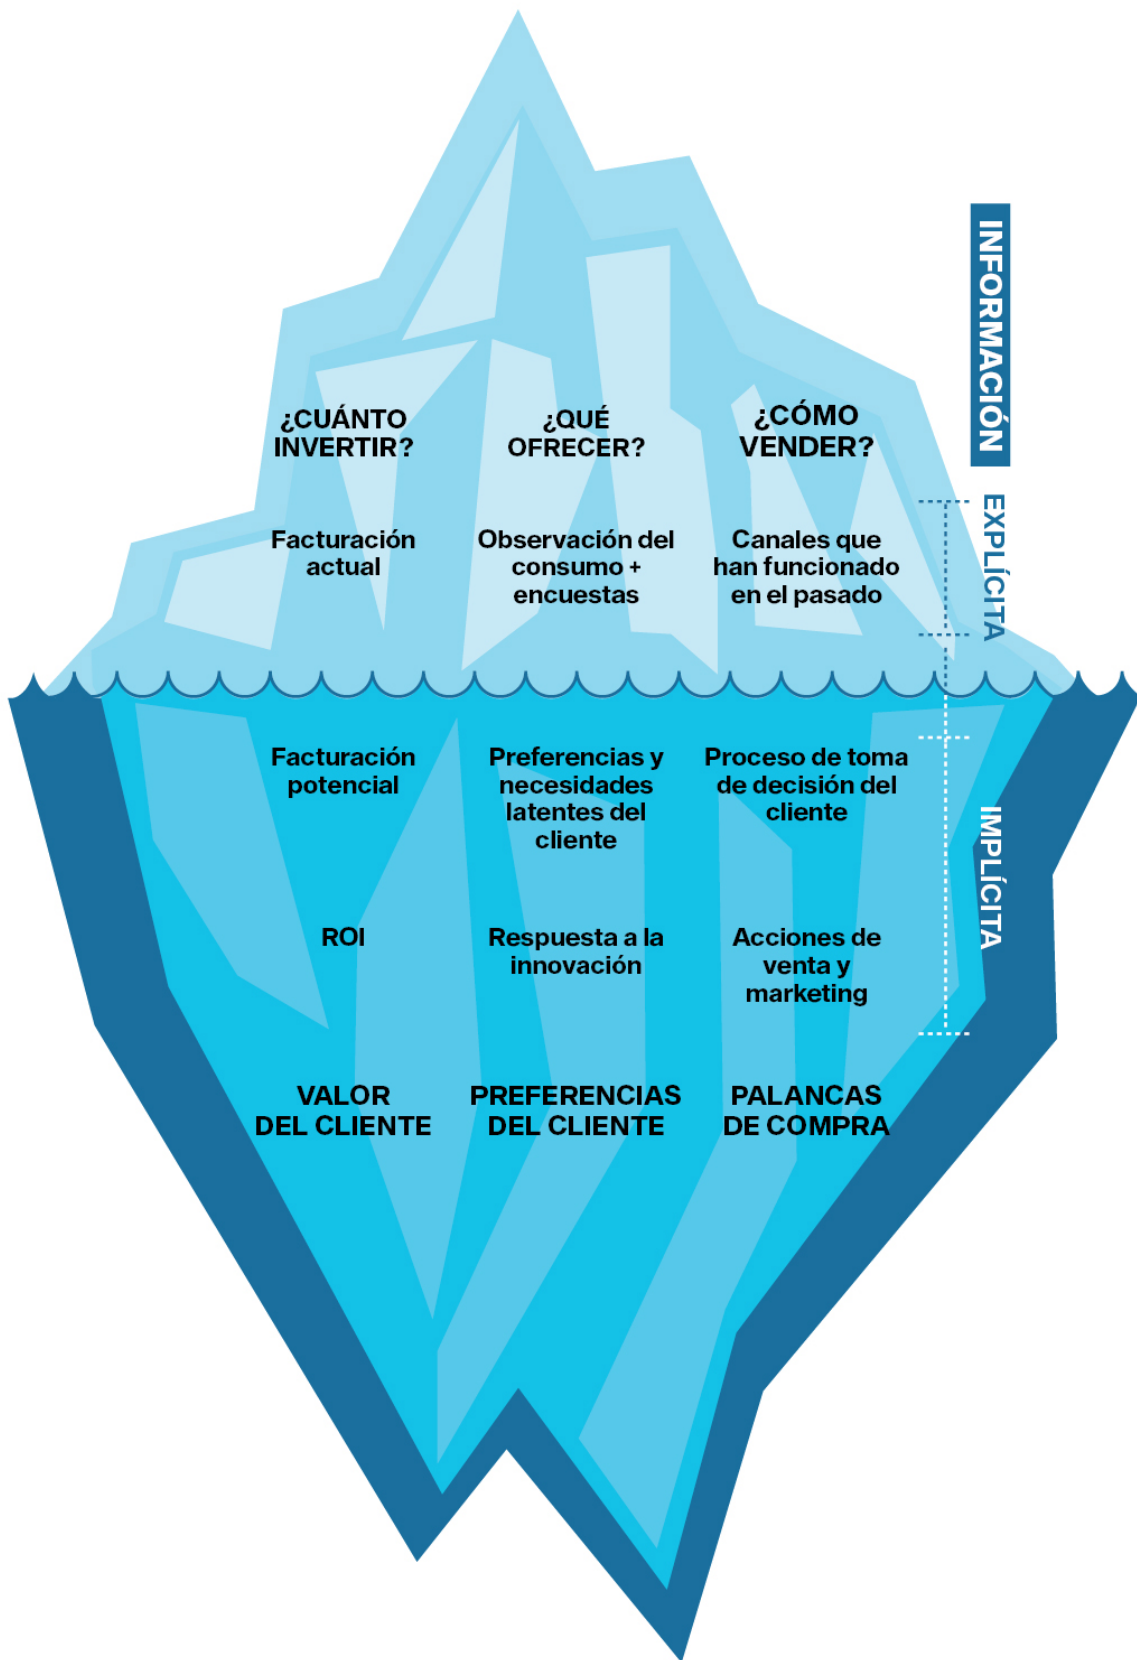 INFORMACIÓN
¿CUÁNTO
INVERTIR?
¿QUÉ
OFRECER?
¿CÓMO
VENDER?
EXPLÍCITA
Facturación
actual
Observación del
consumo +
encuestas
Canales que
han funcionado
en el pasado
IMPLÍCITA
Facturación
potencial
Preferencias y
necesidades
latentes del
cliente
Proceso de toma
de decisión del
cliente
ROI
Respuesta a la
innovación
Acciones de
venta y
marketing
VALOR
DEL CLIENTE
PREFERENCIAS
DEL CLIENTE
PALANCAS
DE COMPRA